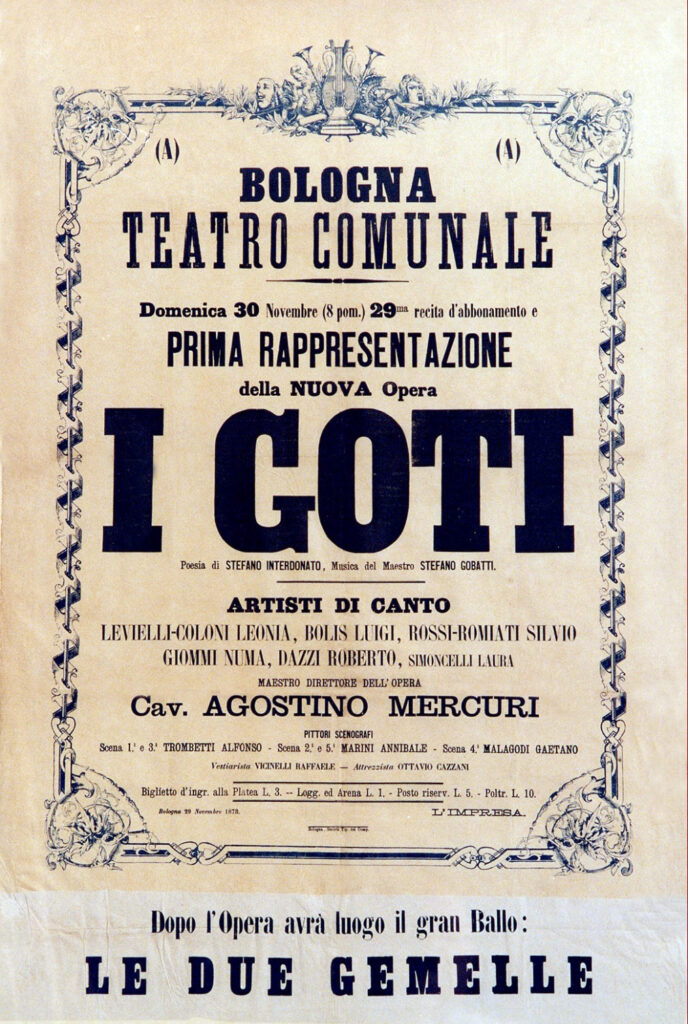 (A) (A)
BOLOGNA
TEATRO COMUNALE
Domenica 30 Novembre (8 pom.) 29ma recita d'abbonamento e
PRIMA RAPPRESENTAZIONE
della NUOVA Opera
I GOTI
Poesia di STEFANO INTERDONATO, Musica del Maestro STEFANO GOBATTI.
ARTISTI DI CANTO
LEVIELLI-COLONI LEONIA, BOLIS LUIGI, ROSSI-ROMIATI SILVIO
GIOMMI NUMA, DAZZI ROBERTO, SIMONCELLI LAURA
MAESTRO DIRETTORE DELL'OPERA
Cav. AGOSTINO MERCURI
PITTORI SCENOGRAFI
Scena 1.ª e 3.ª TROMBETTI ALFONSO - Scena 2.ª e 5.ª MARINI ANNIBALE - Scena 4.ª MALAGODI GAETANO
Vestiarista VICINELLI RAFFAELE — Attrezzista OTTAVIO CAZZANI
Biglietto d'ingr. alla Platea L. 3. -- Logg. ed Arena L. 1. - Posto riserv. L. 5. - Poltr. L. 10.
Bologna 29 Novembre 1873. L'IMPRESA.
Bologna, Società Tip.
Dopo l'Opera avrà luogo il gran Ballo:
LE DUE GEMELLE